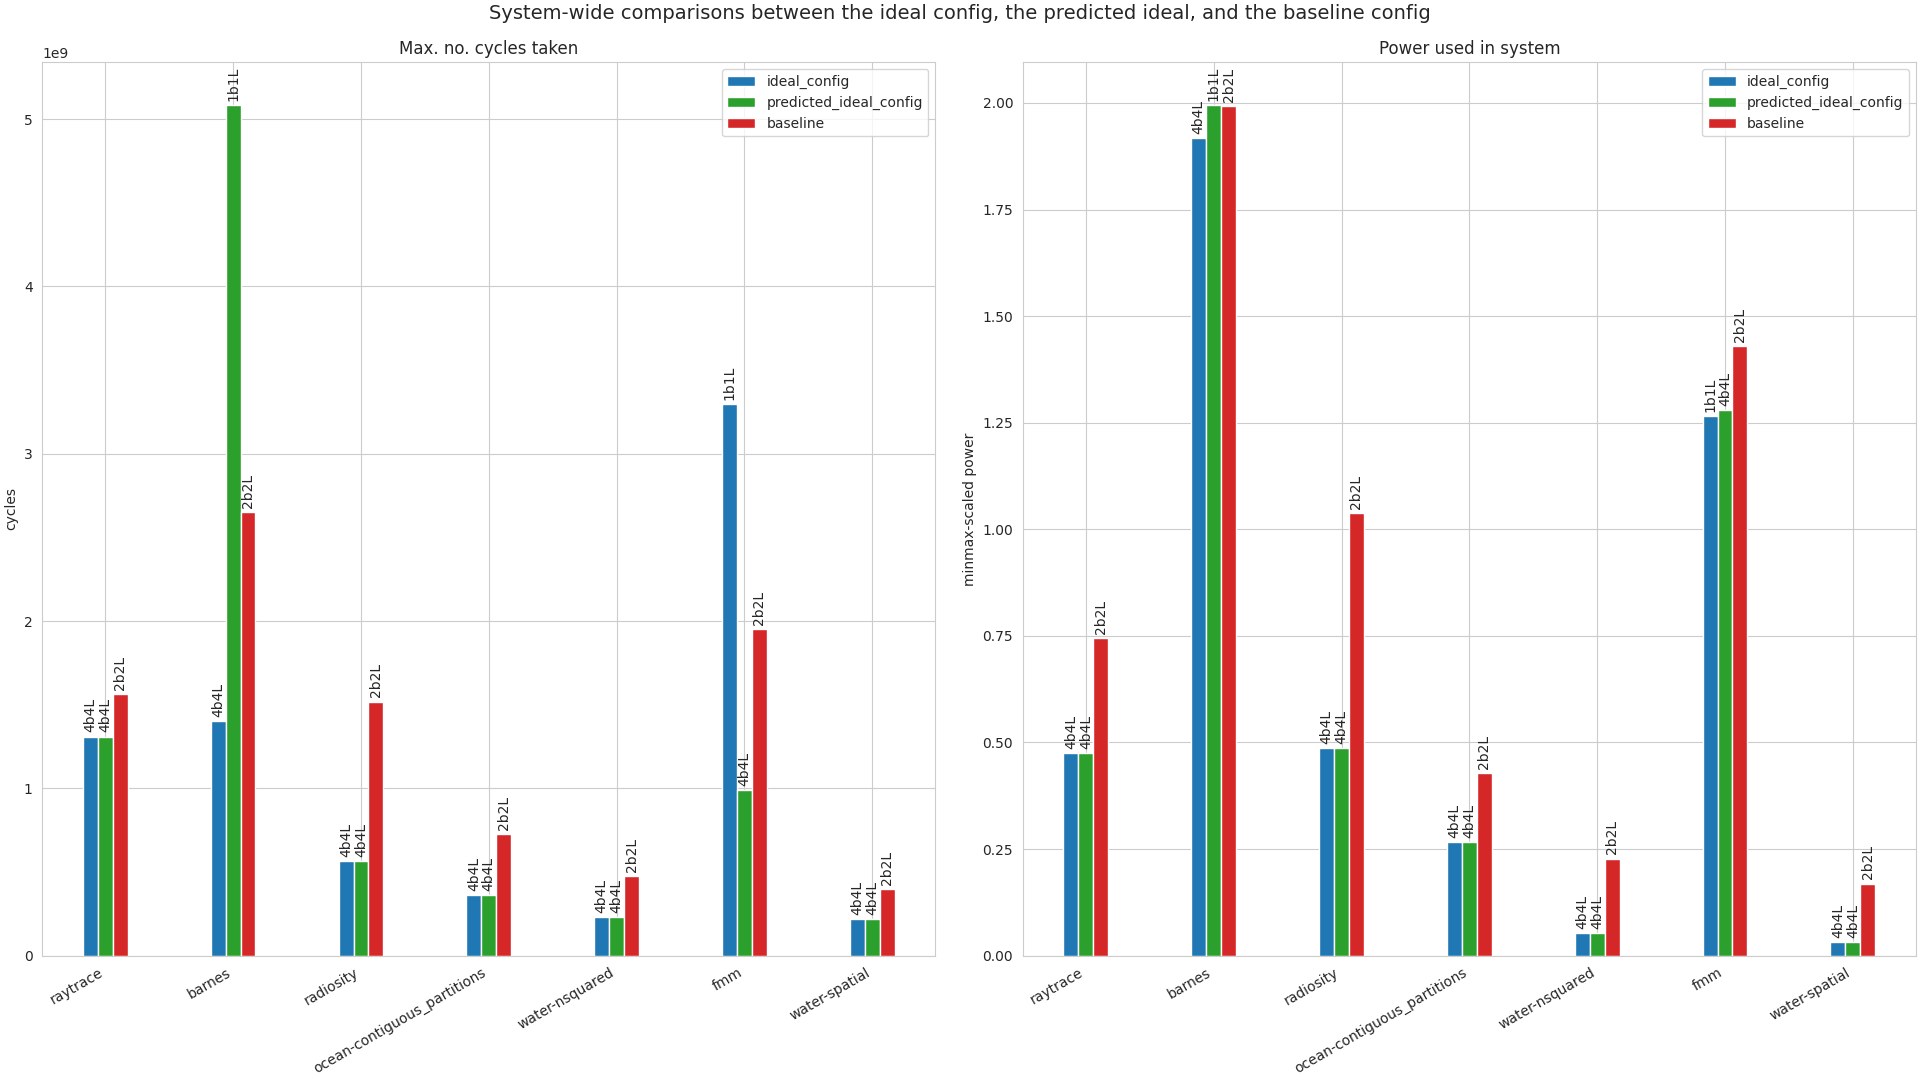 System-wide comparisons between the ideal config, the predicted ideal, and the baseline config
Max. no. cycles taken
1e9
cycles
5
4
3
2
1
0
ideal_config
predicted_ideal_config
baseline
4b4L
4b4L
2b2L
4b4L
1b1L
2b2L
4b4L
4b4L
2b2L
4b4L
4b4L
2b2L
4b4L
4b4L
2b2L
1b1L
4b4L
2b2L
4b4L
4b4L
2b2L
raytrace
barnes
radiosity
ocean-contiguous_partitions
water-nsquared
fmm
water-spatial
Power used in system
minmax-scaled power
2.00
1.75
1.50
1.25
1.00
0.75
0.50
0.25
0.00
ideal_config
predicted_ideal_config
baseline
4b4L
4b4L
2b2L
4b4L
1b1L
2b2L
4b4L
4b4L
2b2L
4b4L
4b4L
2b2L
4b4L
4b4L
2b2L
1b1L
4b4L
2b2L
4b4L
4b4L
2b2L
raytrace
barnes
radiosity
ocean-contiguous_partitions
water-nsquared
fmm
water-spatial